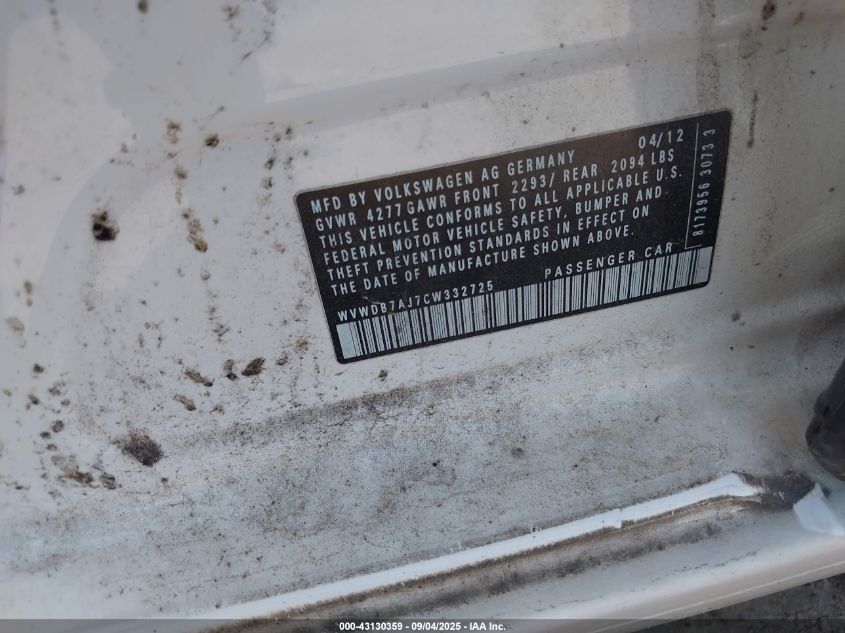 MFD BY VOLKSWAGEN AG GERMANY 04/12
GVWR 4277 GAWR FRONT 2293/ REAR 2094 LBS
THIS VEHICLE CONFORMS TO ALL APPLICABLE U.S.
FEDERAL MOTOR VEHICLE SAFETY, BUMPER AND
THEFT PREVENTION STANDARDS IN EFFECT ON
THE DATE OF MANUFACTURE SHOWN ABOVE.
WVWDB7AJ7CW332725 PASSENGER CAR
8173956 3073 3
000-43130359 - 09/04/2025 - IAA Inc.